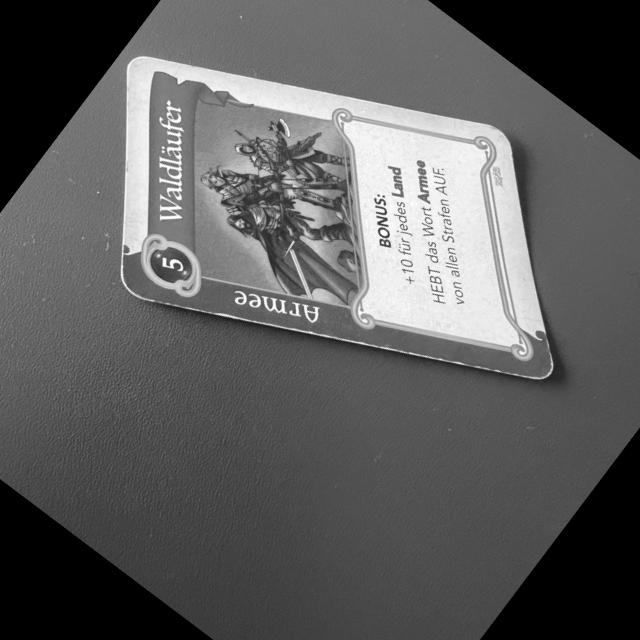 5
Waldläufer
Armee
BONUS:
+10 für jedes Land
HEBT das Wort Armee
von allen Strafen AUF.